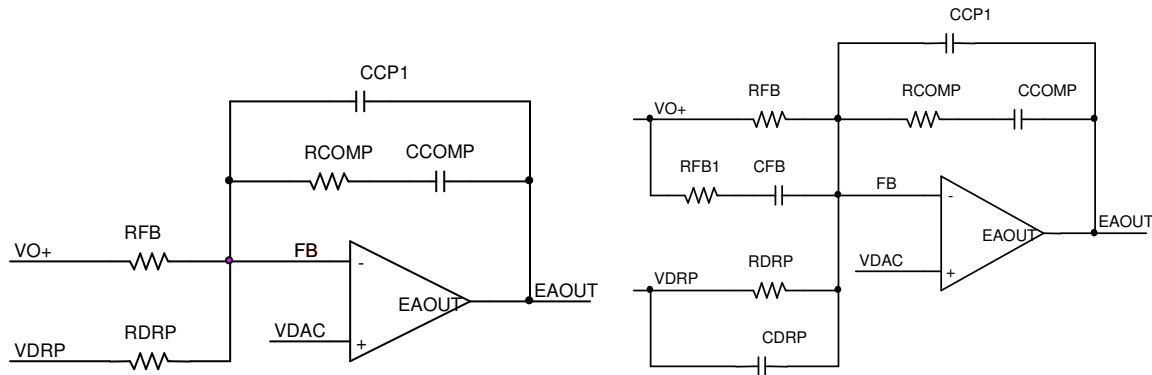 CCP1
RCOMP CCOMP
RFB
VO+
FB
-
EAOUT
EAOUT
VDAC
+
RDRP
VDRP
CCP1
RFB
RCOMP CCOMP
VO+
RFB1 CFB
FB
-
EAOUT
EAOUT
VDAC
+
RDRP
VDRP
CDRP